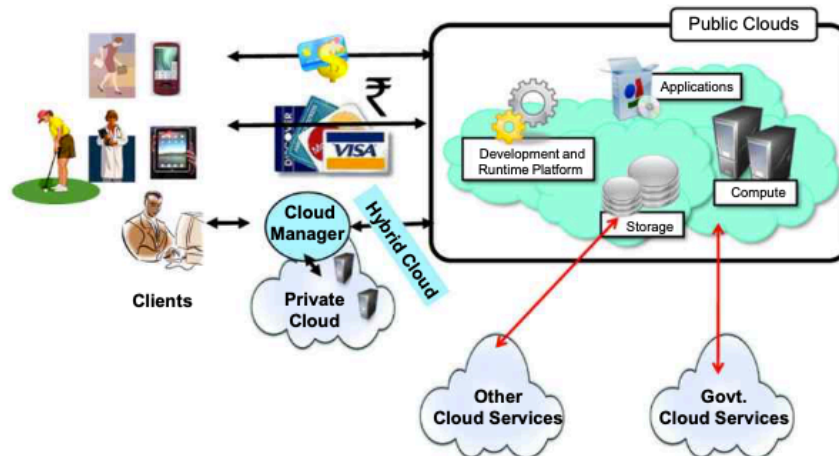 Public Clouds
Applications
Development and
Runtime Platform
Compute
Storage
₹
DISCOVER
VISA
Cloud
Manager
Hybrid Cloud
Private
Cloud
Clients
Other
Cloud Services
Govt.
Cloud Services